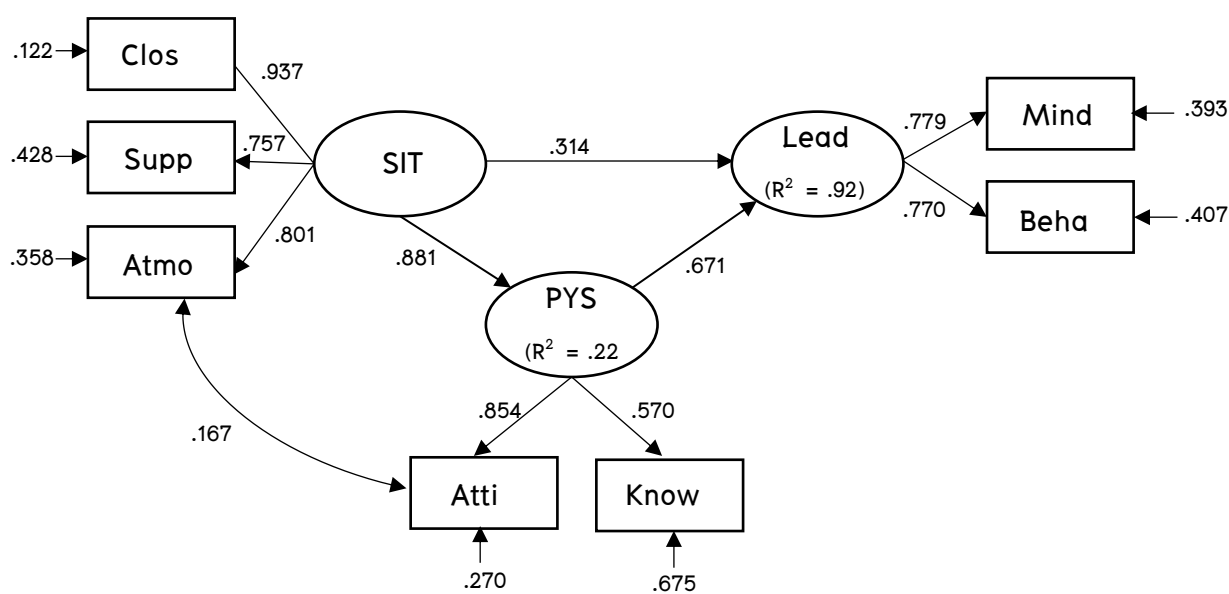 Clos
.122
.937
Supp
.428
.757
Atmo
.358
.801
SIT
.314
Lead
(R² = .92)
.779
Mind
.393
.770
Beha
.407
.881
.671
PYS
(R² = .22
.167
.854
.570
Atti
Know
.270
.675